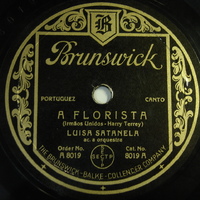 B
Brunswick
PORTUGUEZ CANTO
A FLORISTA
(Irmãos Unidos - Harry Terrey)
LUISA SATANELA
ac. a orquestra
Order No. Cat. No.
A 8019 8019 A
THE BRUNSWICK-BALKE-COLLENDER COMPANY